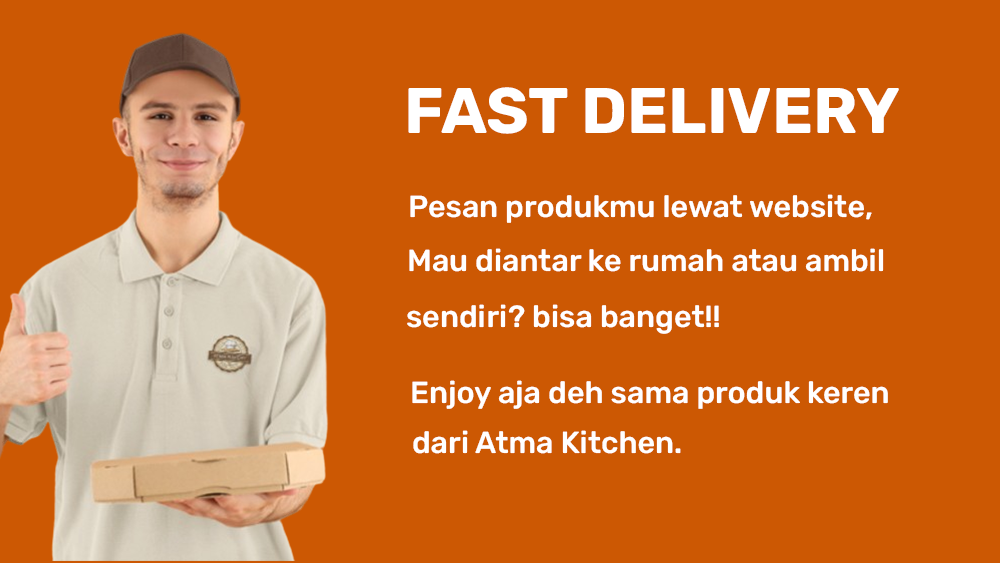 FAST DELIVERY
Pesan produkmu lewat website,
Mau diantar ke rumah atau ambil
sendiri? bisa banget!!
Enjoy aja deh sama produk keren
dari Atma Kitchen.